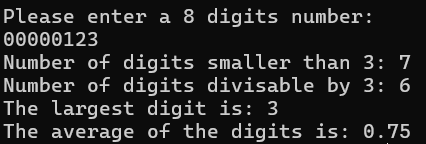 Please enter a 8 digits number:
00000123
Number of digits smaller than 3: 7
Number of digits divisable by 3: 6
The largest digit is: 3
The average of the digits is: 0.75